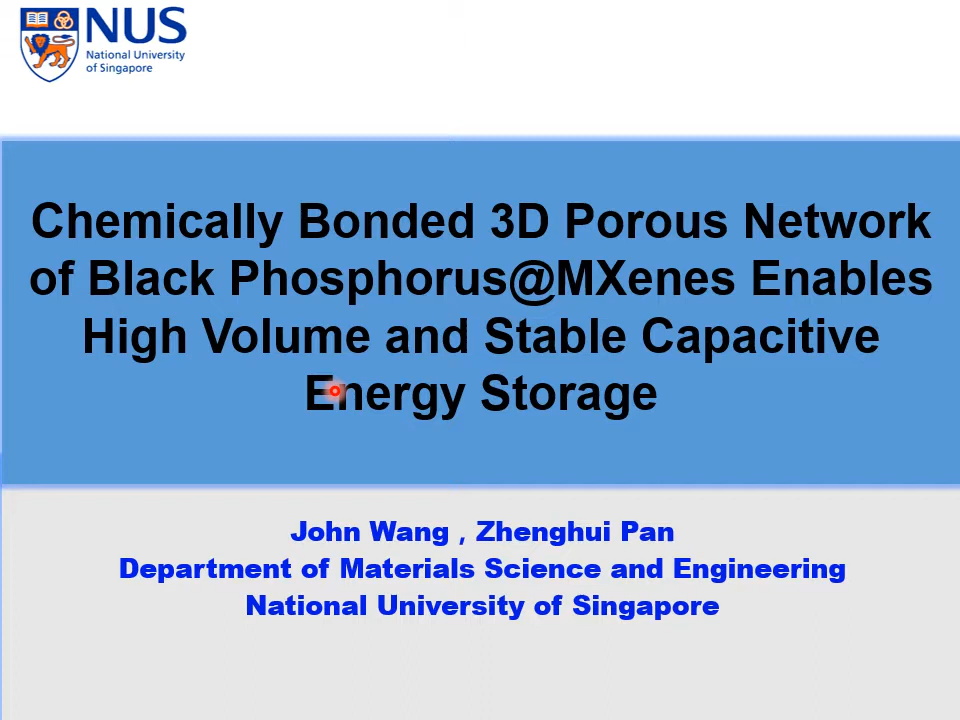 NUS
National University
of Singapore
Chemically Bonded 3D Porous Network
of Black Phosphorus@MXenes Enables
High Volume and Stable Capacitive
Energy Storage
John Wang , Zhenghui Pan
Department of Materials Science and Engineering
National University of Singapore